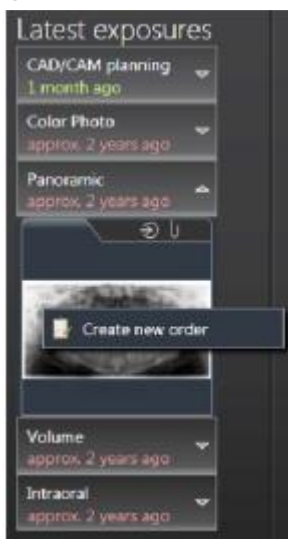 Latest exposures
CAD/CAM planning
1 month ago
Color Photo
approx. 2 years ago
Panoramic
approx. 2 years ago
Create new order
Volume
approx. 2 years ago
Intraoral
approx. 2 years ago